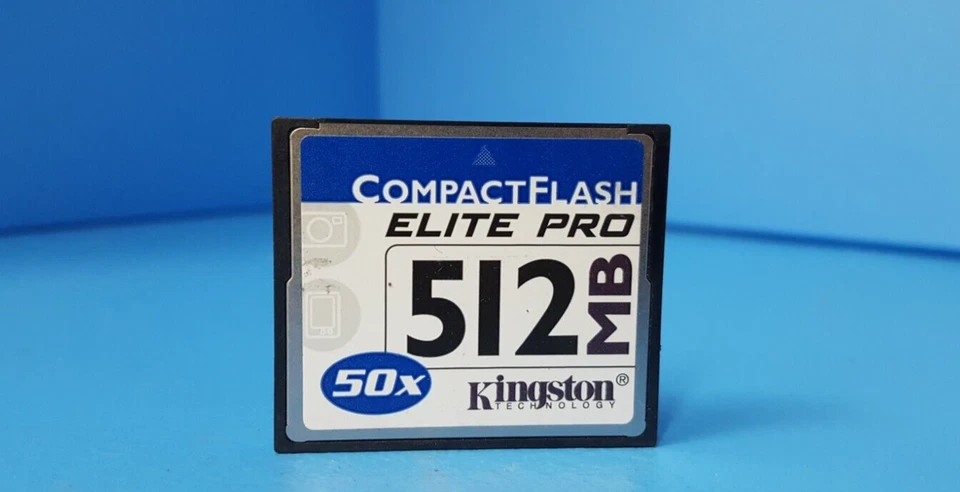 COMPACTFLASH
ELITE PRO
512 MB
50x
Kingston®
TECHNOLOGY